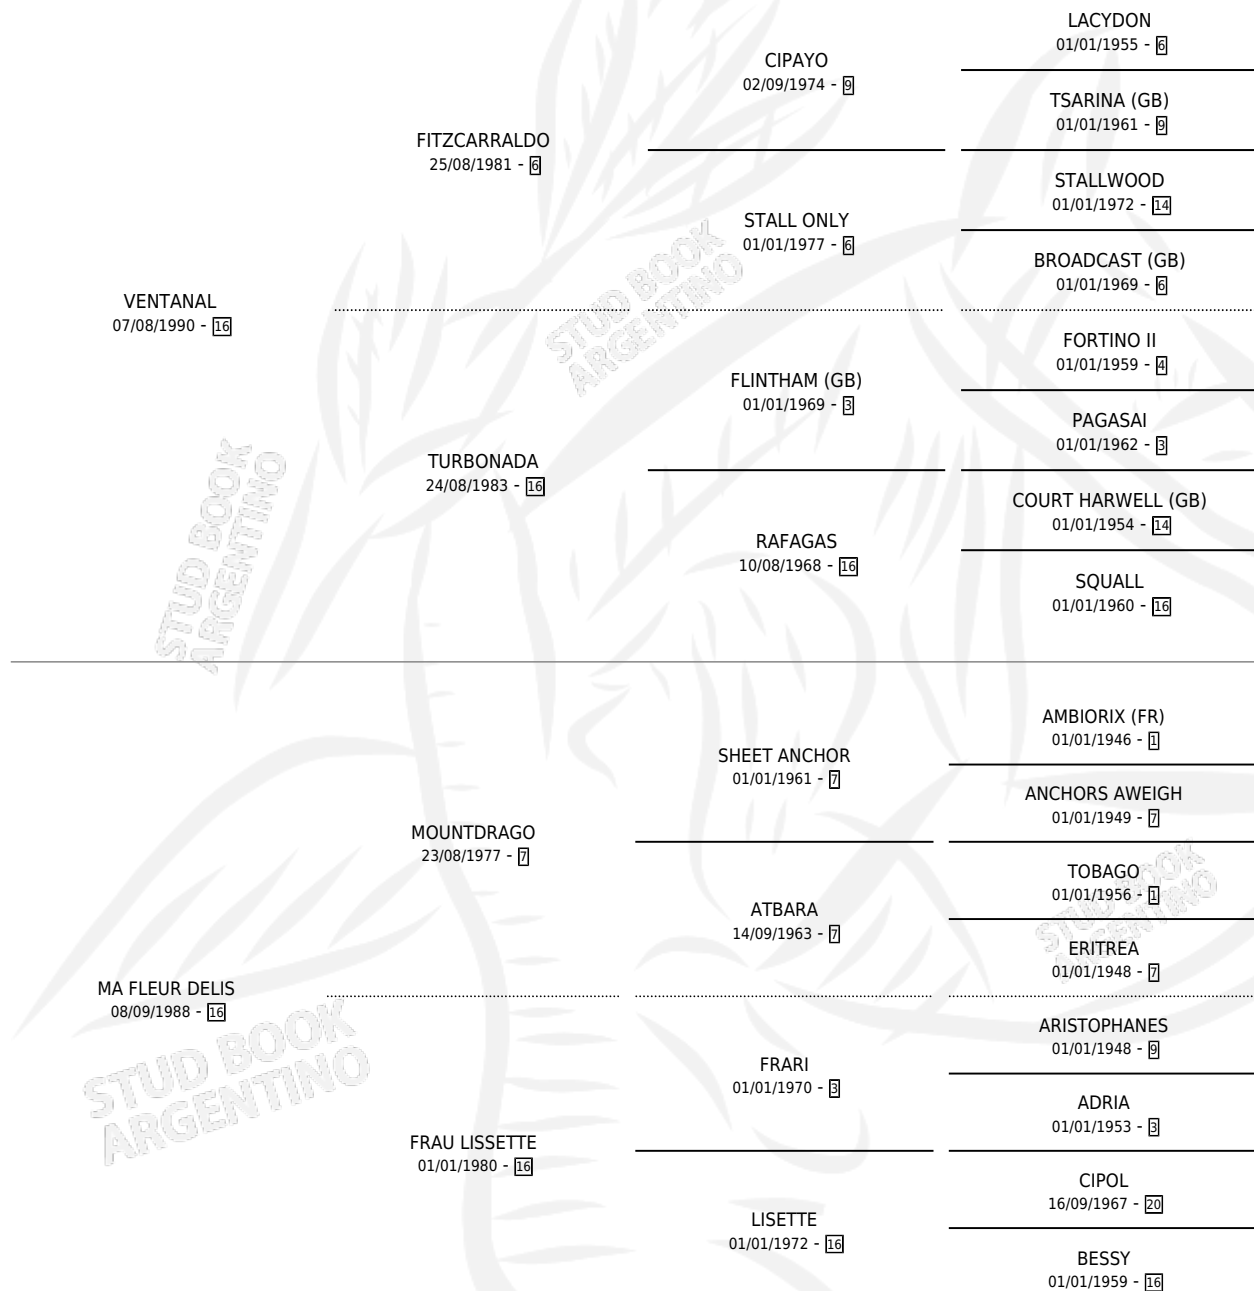 LACYDON
01/01/1955 - 6
CIPAYO
02/09/1974 - 9
TSARINA (GB)
01/01/1961 - 9
FITZCARRALDO
25/08/1981 - 6
STALLWOOD
01/01/1972 - 14
STALL ONLY
01/01/1977 - 6
BROADCAST (GB)
01/01/1969 - 6
VENTANAL
07/08/1990 - 16
FORTINO II
01/01/1959 - 4
FLINTHAM (GB)
01/01/1969 - 3
PAGASAI
01/01/1962 - 3
TURBONADA
24/08/1983 - 16
COURT HARWELL (GB)
01/01/1954 - 14
RAFAGAS
10/08/1968 - 16
SQUALL
01/01/1960 - 16
AMBIORIX (FR)
01/01/1946 - 1
SHEET ANCHOR
01/01/1961 - 7
ANCHORS AWEIGH
01/01/1949 - 7
MOUNTDRAGO
23/08/1977 - 7
TOBAGO
01/01/1956 - 1
ATBARA
14/09/1963 - 7
ERITREA
01/01/1948 - 7
MA FLEUR DELIS
08/09/1988 - 16
ARISTOPHANES
01/01/1948 - 9
FRARI
01/01/1970 - 3
ADRIA
01/01/1953 - 3
FRAU LISSETTE
01/01/1980 - 16
CIPOL
16/09/1967 - 20
LISETTE
01/01/1972 - 16
BESSY
01/01/1959 - 16
STUD BOOK
ARGENTINO
STUD BOOK
ARGENTINO
STUD BOOK
ARGENTINO
STUD BOOK
ARGENTINO